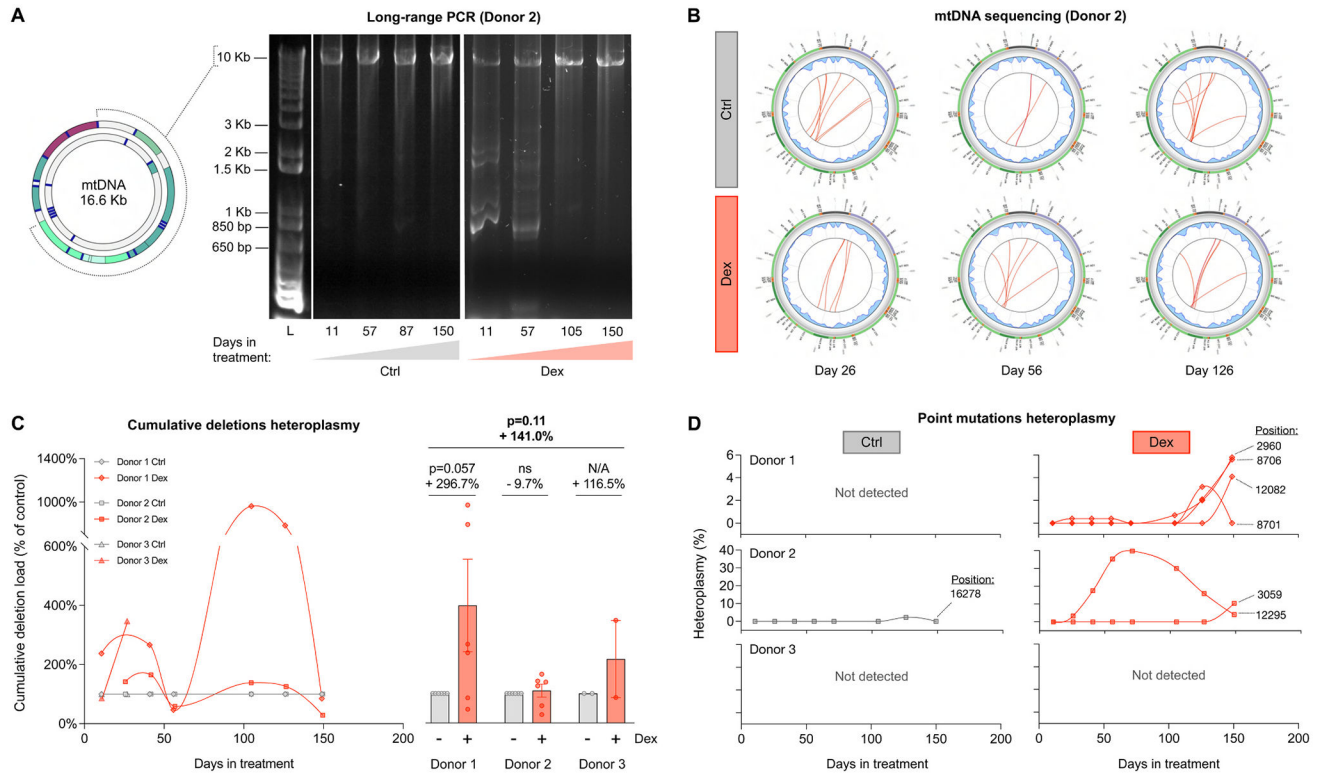 A
Long-range PCR (Donor 2)
10 Kb
3 Kb
2 Kb
1.5 Kb
1 Kb
850 bp
650 bp
mtDNA
16.6 Kb
L
11 57 87 150
11 57 105 150
Days in
treatment:
Ctrl
Dex
B
mtDNA sequencing (Donor 2)
Ctrl
Dex
Day 26
Day 56
Day 126
C
Cumulative deletions heteroplasmy
Cumulative deletion load (% of control)
1400%
1000%
600%
400%
200%
0%
Donor 1 Ctrl
Donor 1 Dex
Donor 2 Ctrl
Donor 2 Dex
Donor 3 Ctrl
Donor 3 Dex
0 50 100 150 200
Days in treatment
p=0.11
+ 141.0%
p=0.057
+ 296.7%
ns
- 9.7%
N/A
+ 116.5%
- + - + - + Dex
Donor 1 Donor 2 Donor 3
D
Point mutations heteroplasmy
Ctrl
Dex
Heteroplasmy (%)
Donor 1
6
4
2
0
Not detected
Position:
2960
8706
12082
8701
Donor 2
40
30
20
10
0
Position:
16278
3059
12295
Donor 3
Not detected
Not detected
0 50 100 150 200
Days in treatment
0 50 100 150 200
Days in treatment